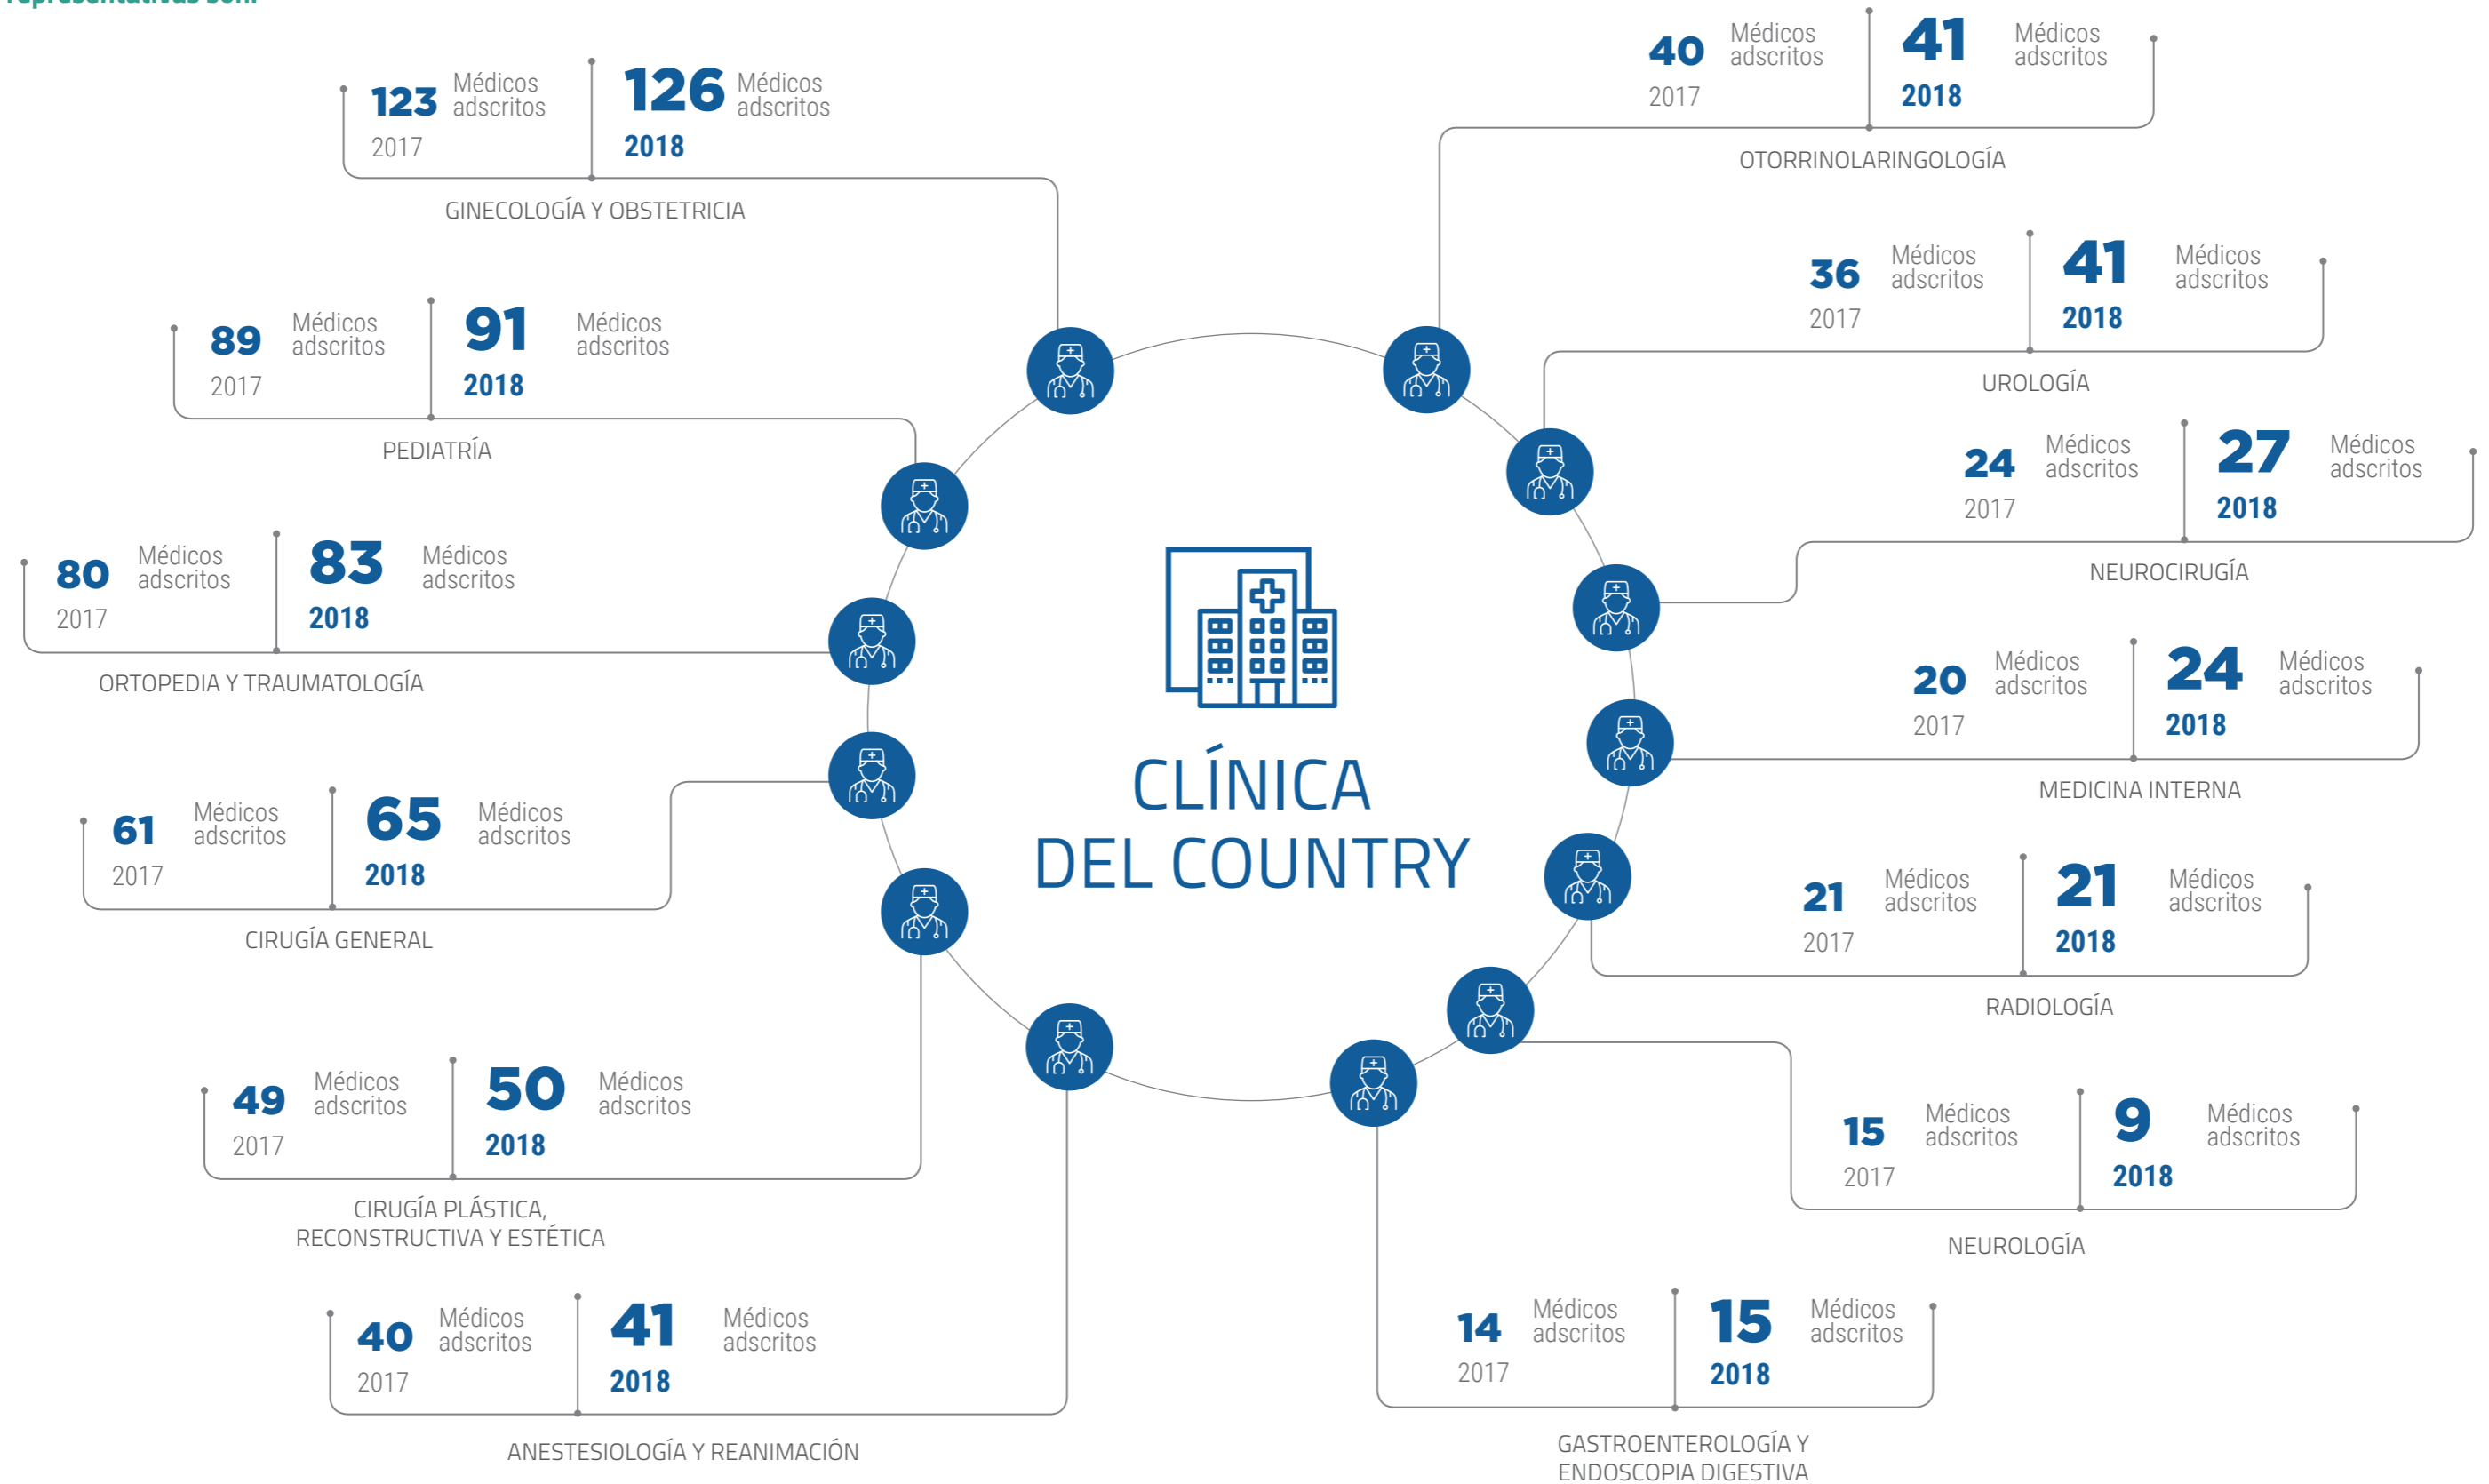 representativas son:
123 Médicos adscritos
2017
126 Médicos adscritos
2018
GINECOLOGÍA Y OBSTETRICIA
89 Médicos adscritos
2017
91 Médicos adscritos
2018
PEDIATRÍA
80 Médicos adscritos
2017
83 Médicos adscritos
2018
ORTOPEDIA Y TRAUMATOLOGÍA
61 Médicos adscritos
2017
65 Médicos adscritos
2018
CIRUGÍA GENERAL
49 Médicos adscritos
2017
50 Médicos adscritos
2018
CIRUGÍA PLÁSTICA,
RECONSTRUCTIVA Y ESTÉTICA
40 Médicos adscritos
2017
41 Médicos adscritos
2018
ANESTESIOLOGÍA Y REANIMACIÓN
CLÍNICA
DEL COUNTRY
40 Médicos adscritos
2017
41 Médicos adscritos
2018
OTORRINOLARINGOLOGÍA
36 Médicos adscritos
2017
41 Médicos adscritos
2018
UROLOGÍA
24 Médicos adscritos
2017
27 Médicos adscritos
2018
NEUROCIRUGÍA
20 Médicos adscritos
2017
24 Médicos adscritos
2018
MEDICINA INTERNA
21 Médicos adscritos
2017
21 Médicos adscritos
2018
RADIOLOGÍA
15 Médicos adscritos
2017
9 Médicos adscritos
2018
NEUROLOGÍA
14 Médicos adscritos
2017
15 Médicos adscritos
2018
GASTROENTEROLOGÍA Y
ENDOSCOPIA DIGESTIVA